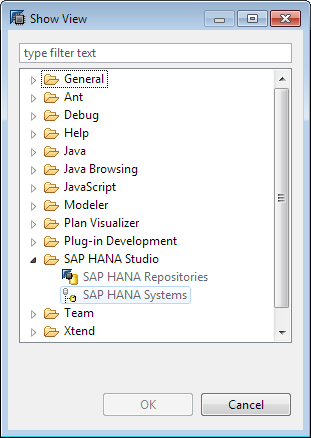 Show View
type filter text
General
Ant
Debug
Help
Java
Java Browsing
JavaScript
Modeler
Plan Visualizer
Plug-in Development
SAP HANA Studio
SAP HANA Repositories
SAP HANA Systems
Team
Xtend
OK
Cancel